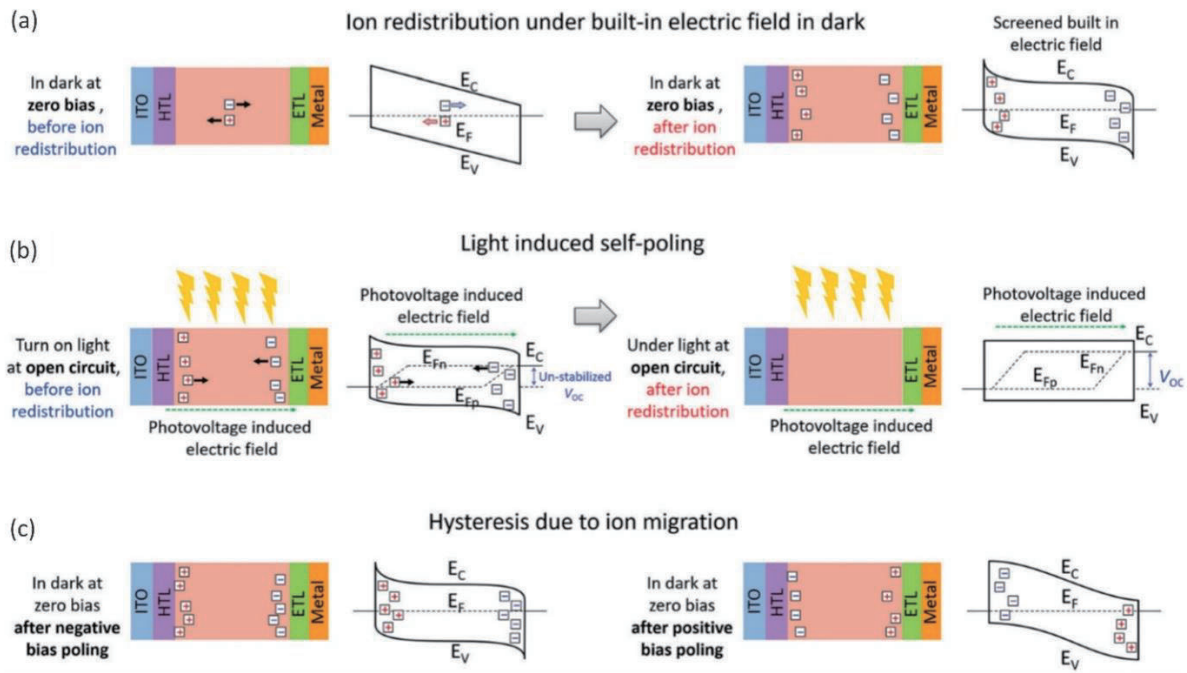 (a)
Ion redistribution under built-in electric field in dark
In dark at
zero bias ,
before ion
redistribution
ITO
HTL
−
+
ETL
Metal
E_C
−
+
E_F
E_V
In dark at
zero bias,
after ion
redistribution
ITO
HTL
+
+
+
+
−
−
−
−
ETL
Metal
Screened built in
electric field
E_C
+
+
+
+
E_F
−
−
−
−
E_V
(b)
Light induced self-poling
Turn on light
at open circuit,
before ion
redistribution
ITO
HTL
+
+
+
+
−
−
−
−
ETL
Metal
Photovoltage induced
electric field
Photovoltage induced
electric field
+
+
+
+
E_Fn
−
−
−
−
E_C
Un-stabilized
V_OC
E_Fp
E_V
Under light at
open circuit,
after ion
redistribution
ITO
HTL
ETL
Metal
Photovoltage induced
electric field
Photovoltage induced
electric field
E_C
E_Fn
E_Fp
V_OC
E_V
(c)
Hysteresis due to ion migration
In dark at
zero bias
after negative
bias poling
ITO
HTL
+
+
+
+
+
−
−
−
−
−
ETL
Metal
E_C
+
+
+
+
+
E_F
−
−
−
−
−
E_V
In dark at
zero bias
after positive
bias poling
ITO
HTL
−
−
−
−
+
+
+
+
ETL
Metal
E_C
−
−
−
−
E_F
+
+
+
+
E_V